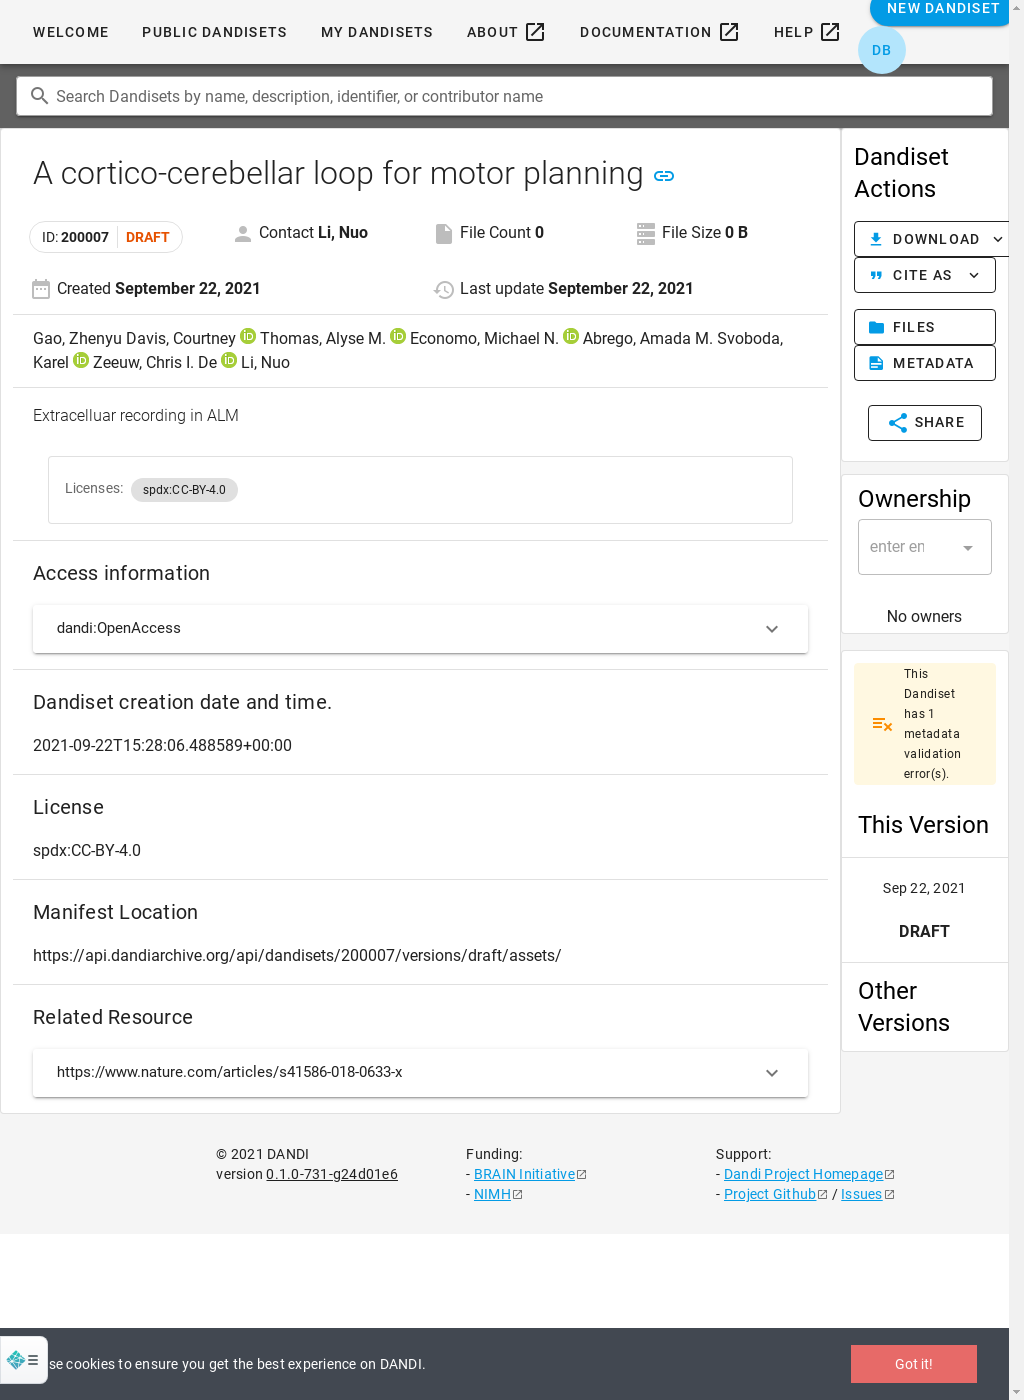 WELCOME PUBLIC DANDISETS MY DANDISETS ABOUT DOCUMENTATION HELP NEW DANDISET
DB
Search Dandisets by name, description, identifier, or contributor name
A cortico-cerebellar loop for motor planning
ID: 200007 DRAFT Contact Li, Nuo File Count 0 File Size 0 B
Created September 22, 2021 Last update September 22, 2021
Gao, Zhenyu Davis, Courtney iD Thomas, Alyse M. iD Economo, Michael N. iD Abrego, Amada M. Svoboda,
Karel iD Zeeuw, Chris I. De iD Li, Nuo
Extracelluar recording in ALM
Licenses: spdx:CC-BY-4.0
Access information
dandi:OpenAccess
Dandiset creation date and time.
2021-09-22T15:28:06.488589+00:00
License
spdx:CC-BY-4.0
Manifest Location
https://api.dandiarchive.org/api/dandisets/200007/versions/draft/assets/
Related Resource
https://www.nature.com/articles/s41586-018-0633-x
Dandiset
Actions
DOWNLOAD
CITE AS
FILES
METADATA
SHARE
Ownership
enter en
No owners
This
Dandiset
has 1
metadata
validation
error(s).
This Version
Sep 22, 2021
DRAFT
Other
Versions
© 2021 DANDI
version 0.1.0-731-g24d01e6
Funding:
- BRAIN Initiative
- NIMH
Support:
- Dandi Project Homepage
- Project Github / Issues
se cookies to ensure you get the best experience on DANDI.
Got it!